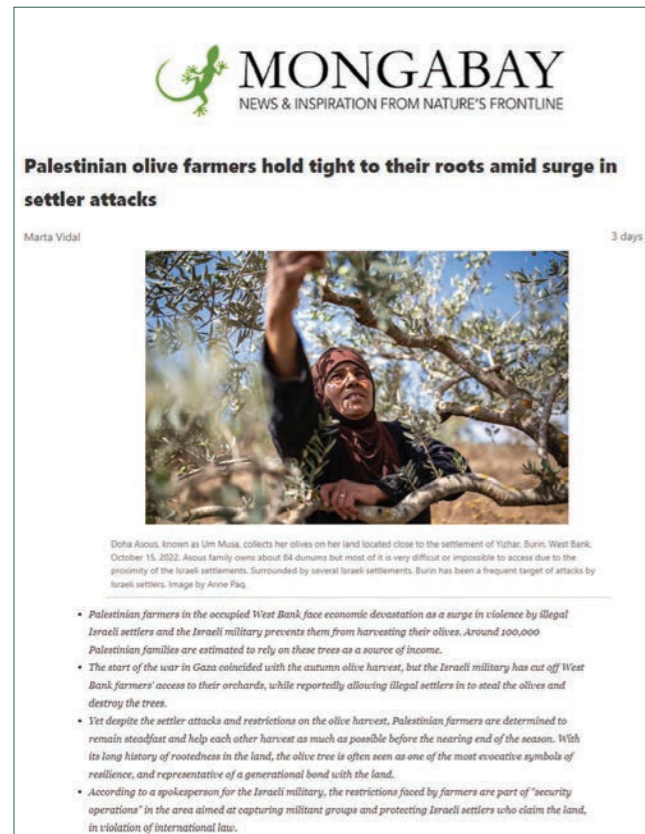 MONGABAY
NEWS & INSPIRATION FROM NATURE'S FRONTLINE
Palestinian olive farmers hold tight to their roots amid surge in
settler attacks
Marta Vidal
3 days
Doha Asous, known as Um Musa, collects her olives on her land located close to the settlement of Yizhar. Burin, West Bank,
October 15, 2022. Asous family owns about 84 dunums but most of it is very difficut or impossible to access due to the
proximity of the Israeli settlements. Surrounded by several Israeli settlements, Burin has been a frequent target of attacks by
Israeli settlers. Image by Anne Paq.
• Palestinian farmers in the occupied West Bank face economic devastation as a surge in violence by illegal
Israeli settlers and the Israeli military prevents them from harvesting their olives. Around 100,000
Palestinian families are estimated to rely on these trees as a source of income.
• The start of the war in Gaza coincided with the autumn olive harvest, but the Israeli military has cut off West
Bank farmers' access to their orchards, while reportedly allowing illegal settlers in to steal the olives and
destroy the trees.
• Yet despite the settler attacks and restrictions on the olive harvest, Palestinian farmers are determined to
remain steadfast and help each other harvest as much as possible before the nearing end of the season. With
its long history of rootedness in the land, the olive tree is often seen as one of the most evocative symbols of
resilience, and representative of a generational bond with the land.
• According to a spokesperson for the Israeli military, the restrictions faced by farmers are part of "security
operations" in the area aimed at capturing militant groups and protecting Israeli settlers who claim the land,
in violation of international law.